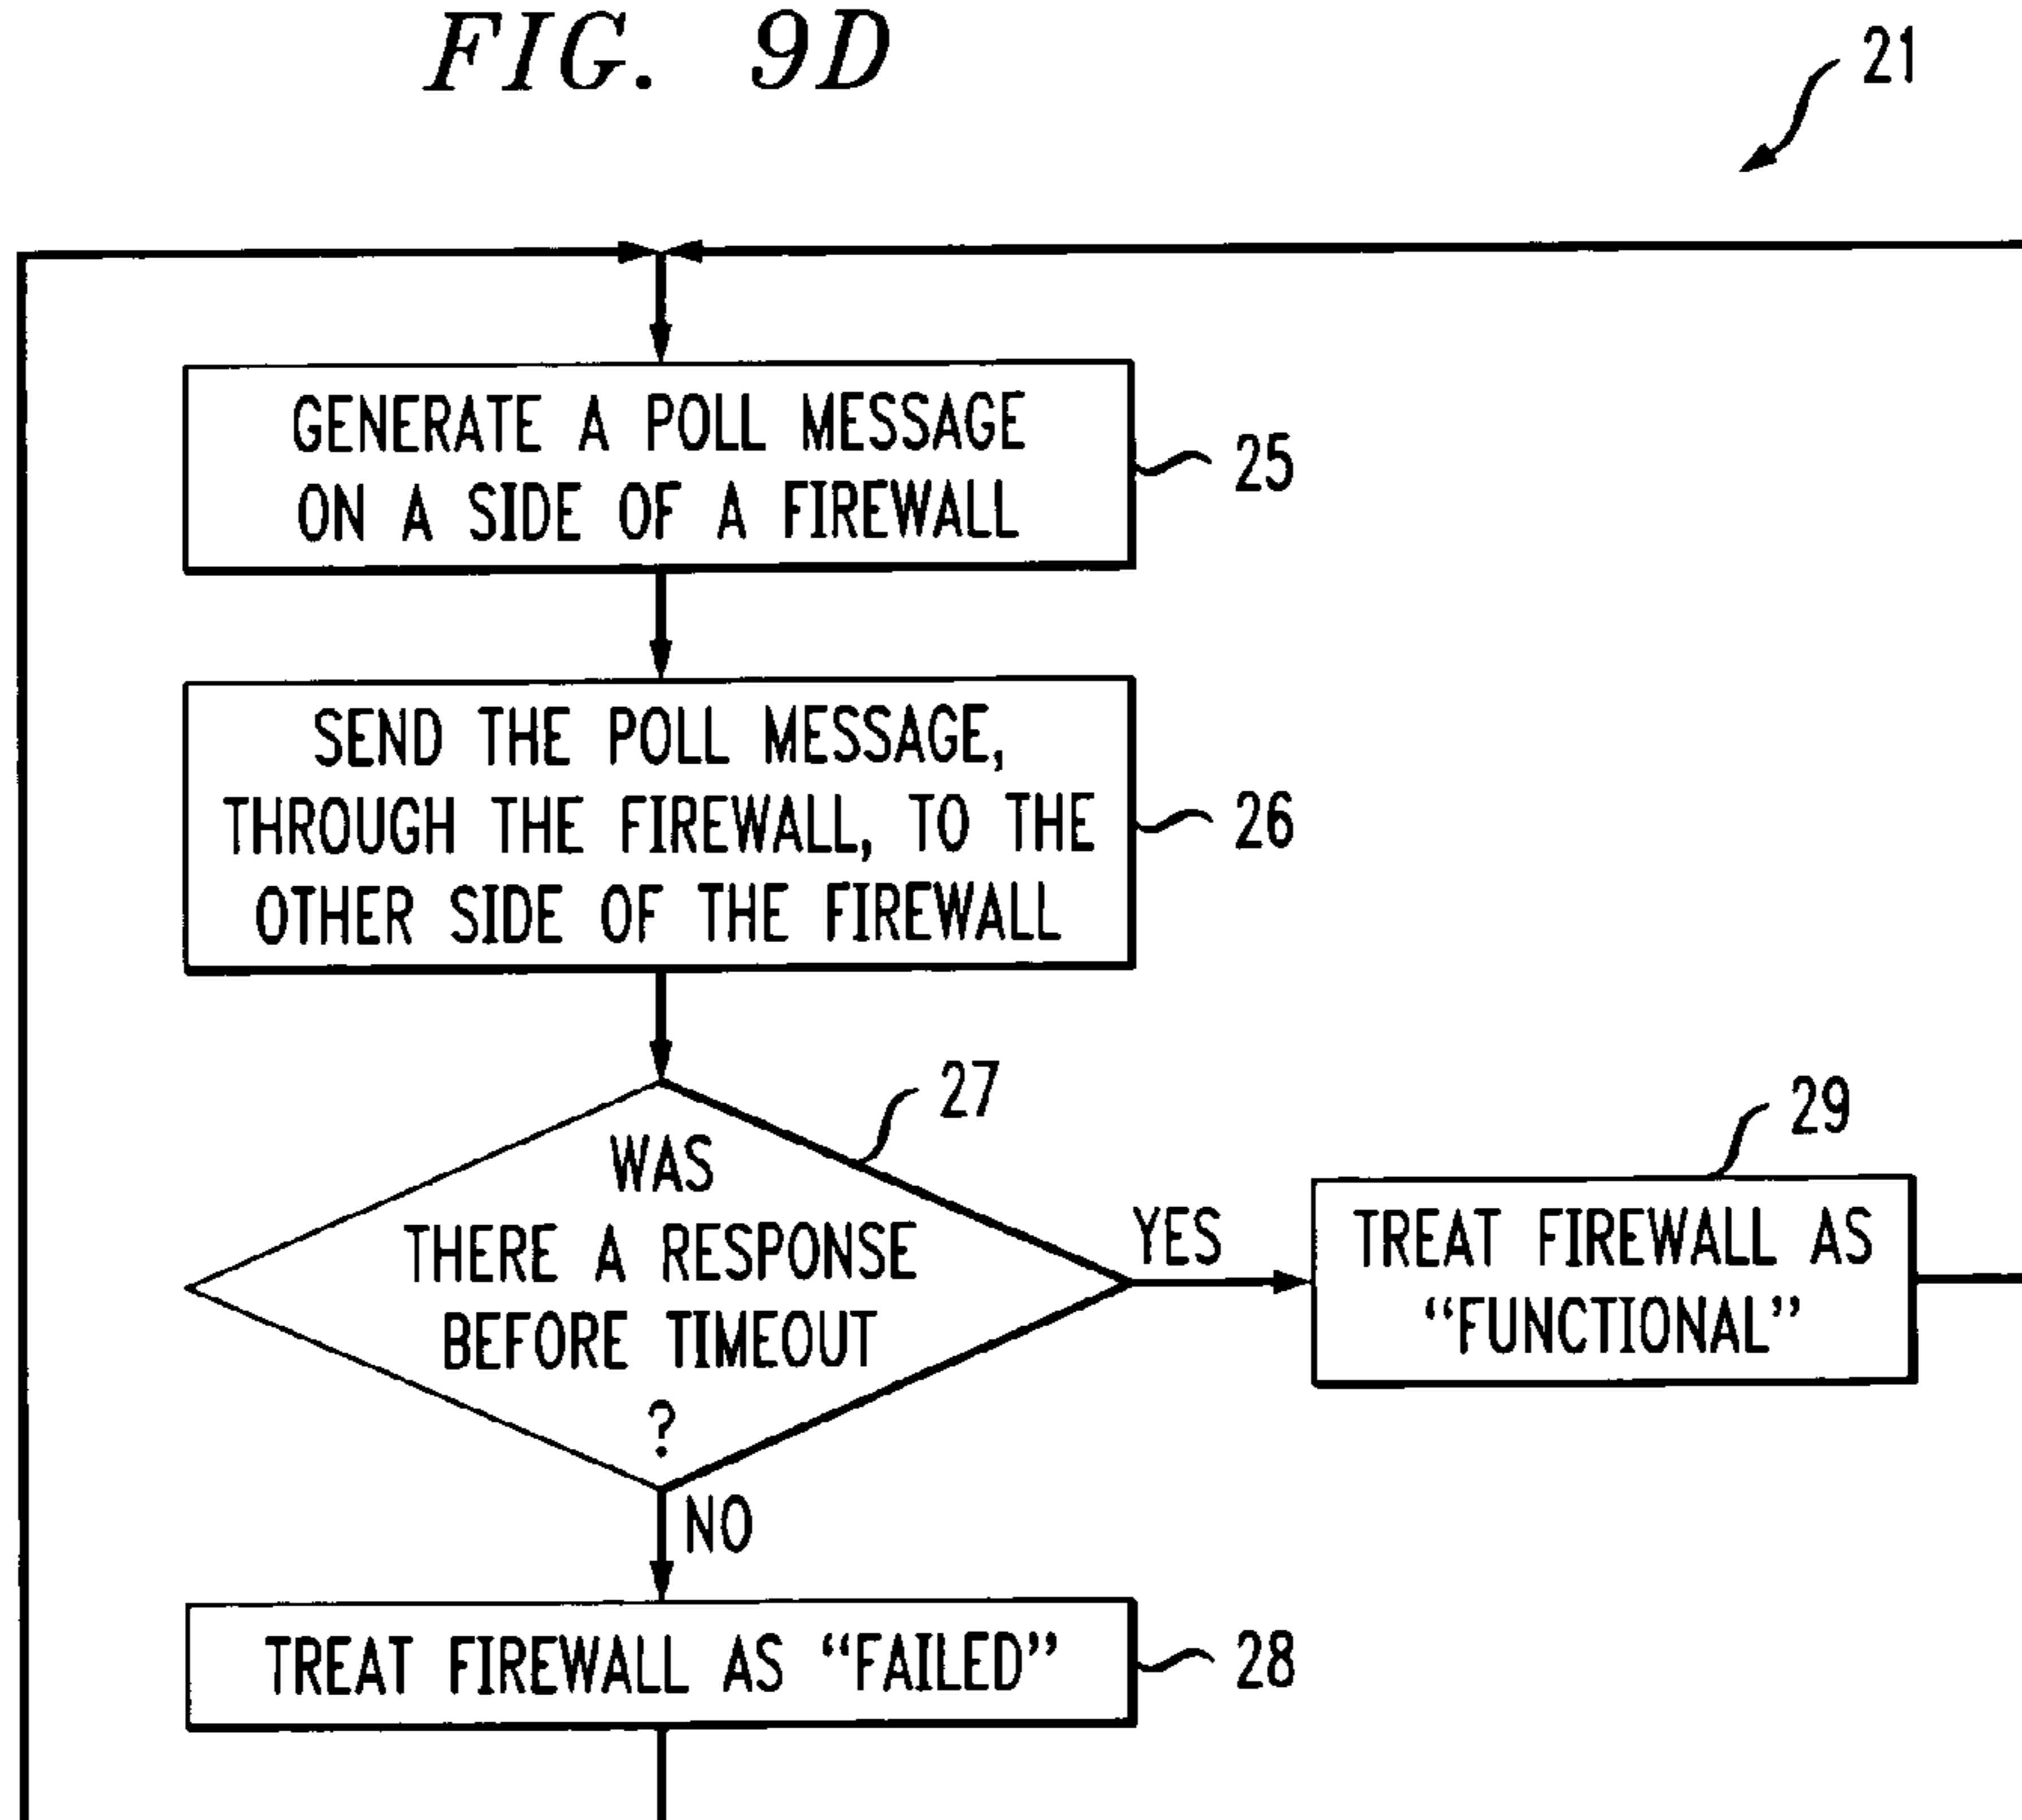 FIG. 9D
21
GENERATE A POLL MESSAGE
ON A SIDE OF A FIREWALL
25
SEND THE POLL MESSAGE,
THROUGH THE FIREWALL, TO THE
OTHER SIDE OF THE FIREWALL
26
27
WAS
THERE A RESPONSE
BEFORE TIMEOUT
?
YES
29
TREAT FIREWALL AS
“FUNCTIONAL”
NO
TREAT FIREWALL AS “FAILED”
28